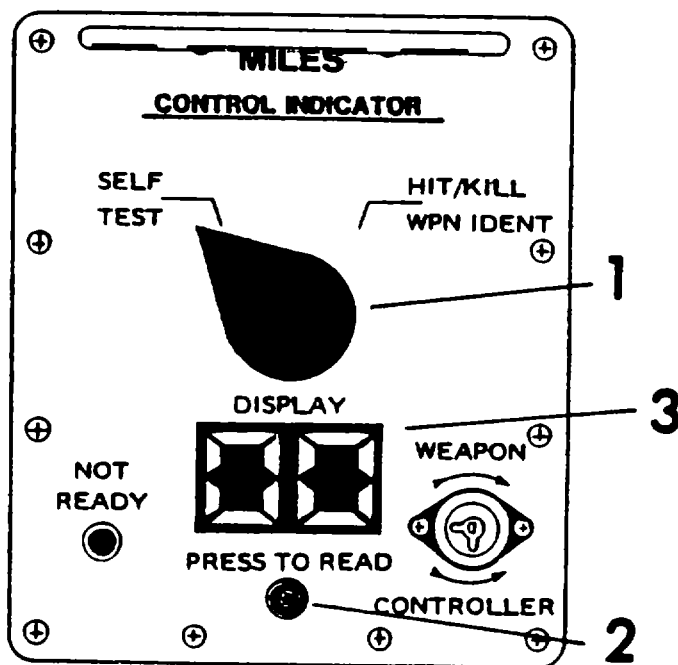 MILES
CONTROL INDICATOR
SELF
TEST
HIT/KILL
WPN IDENT
1
DISPLAY
3
WEAPON
NOT
READY
PRESS TO READ
CONTROLLER
2